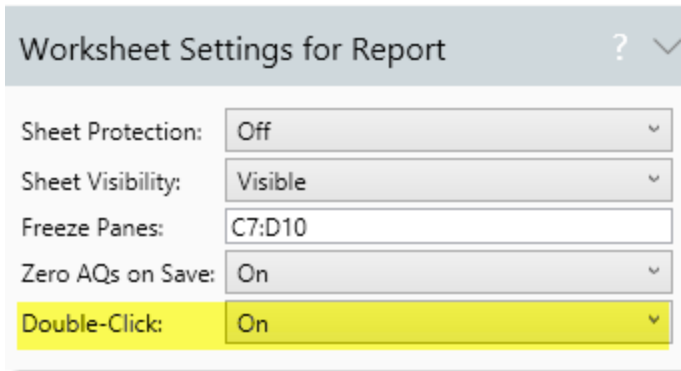 Worksheet Settings for Report ?
Sheet Protection: Off
Sheet Visibility: Visible
Freeze Panes: C7:D10
Zero AQs on Save: On
Double-Click: On